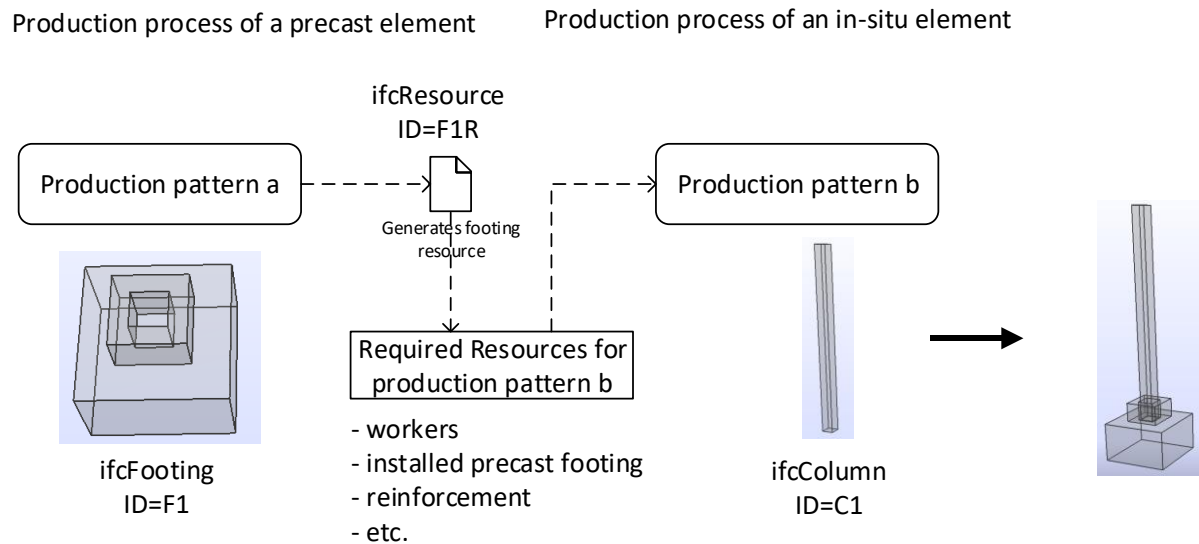 Production process of a precast element
Production process of an in-situ element
ifcResource
ID=F1R
Production pattern a
Production pattern b
Generates footing
resource
Required Resources for
production pattern b
- workers
- installed precast footing
- reinforcement
- etc.
ifcFooting
ID=F1
ifcColumn
ID=C1